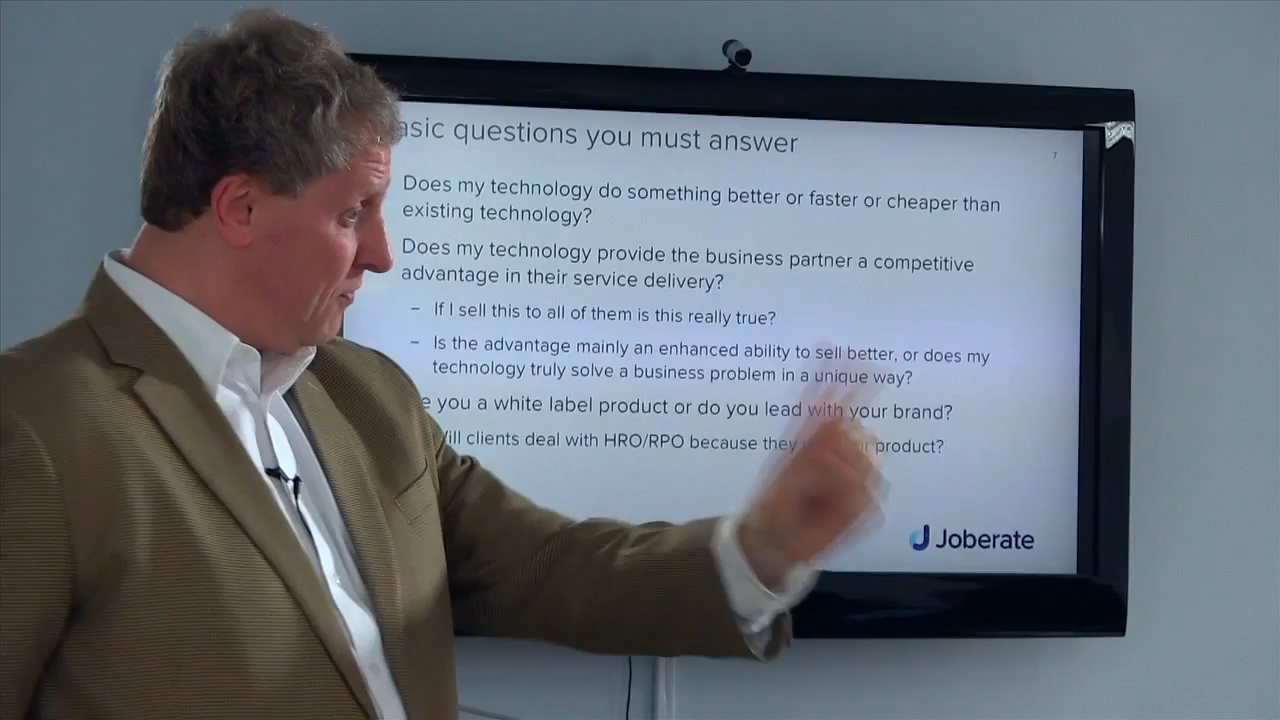 asic questions you must answer
7
Does my technology do something better or faster or cheaper than
existing technology?
Does my technology provide the business partner a competitive
advantage in their service delivery?
– If I sell this to all of them is this really true?
– Is the advantage mainly an enhanced ability to sell better, or does my
technology truly solve a business problem in a unique way?
e you a white label product or do you lead with your brand?
ill clients deal with HRO/RPO because they product?
Joberate